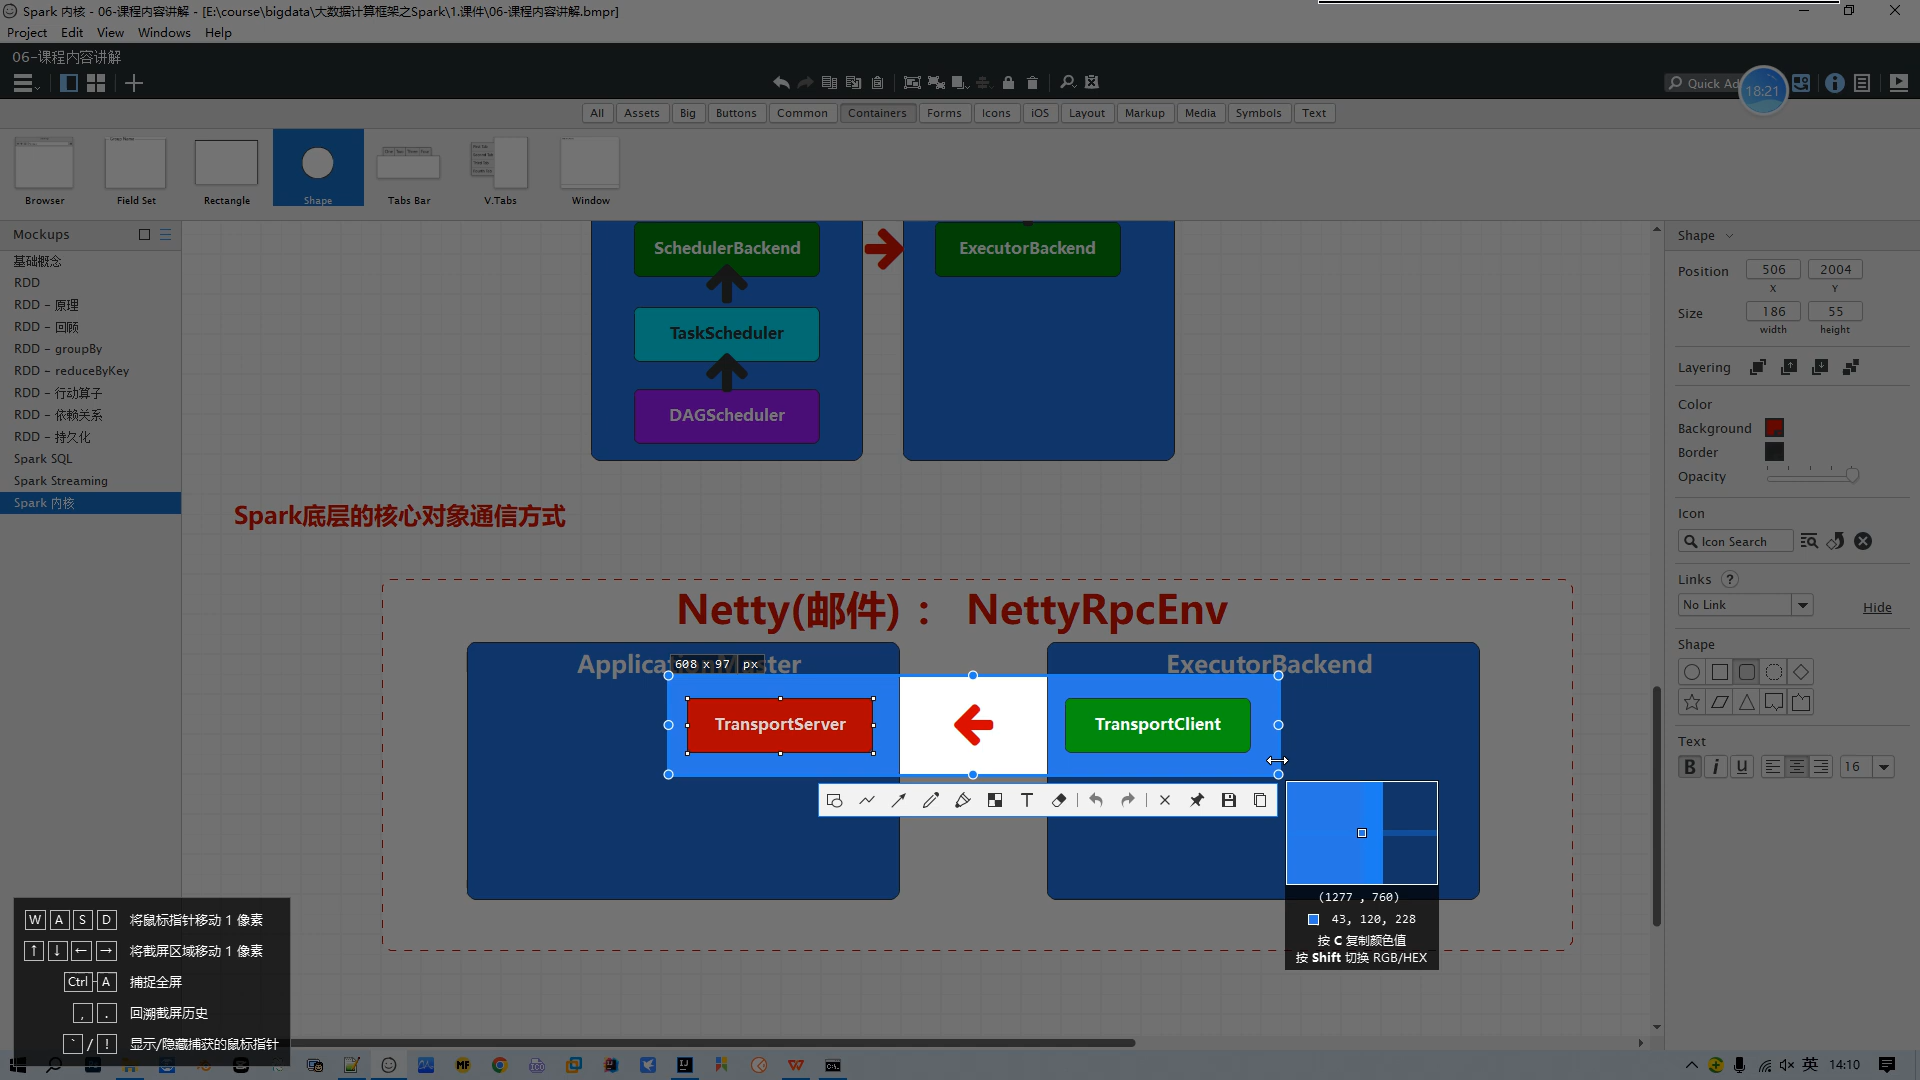 Spark 内核 - 06-课程内容讲解 - [E:\course\bigdata\大数据计算框架之Spark\1.课件\06-课程内容讲解.bmpr]
Project Edit View Windows Help
06-课程内容讲解
Quick Ad
18:21
All Assets Big Buttons Common Containers Forms Icons iOS Layout Markup Media Symbols Text
Browser Field Set Rectangle Shape Tabs Bar V.Tabs Window
Mockups
基础概念
RDD
RDD - 原理
RDD - 回顾
RDD - groupBy
RDD - reduceByKey
RDD - 行动算子
RDD - 依赖关系
RDD - 持久化
Spark SQL
Spark Streaming
Spark 内核
SchedulerBackend
ExecutorBackend
TaskScheduler
DAGScheduler
Spark底层的核心对象通信方式
Netty(邮件) : NettyRpcEnv
ster
ExecutorBackend
608 x 97 px
TransportServer
TransportClient
(1277 , 760)
43, 120, 228
按 C 复制颜色值
按 Shift 切换 RGB/HEX
W A S D 将鼠标指针移动 1 像素
↑ ↓ ← → 将截屏区域移动 1 像素
Ctrl - A 捕捉全屏
, . 回溯截屏历史
` / ! 显示/隐藏捕获的鼠标指针
Shape
Position 506 2004
X Y
Size 186 55
width height
Layering
Color
Background
Border
Opacity
Icon
Icon Search
Links ?
No Link Hide
Shape
Text
B i U 16
英 14:10